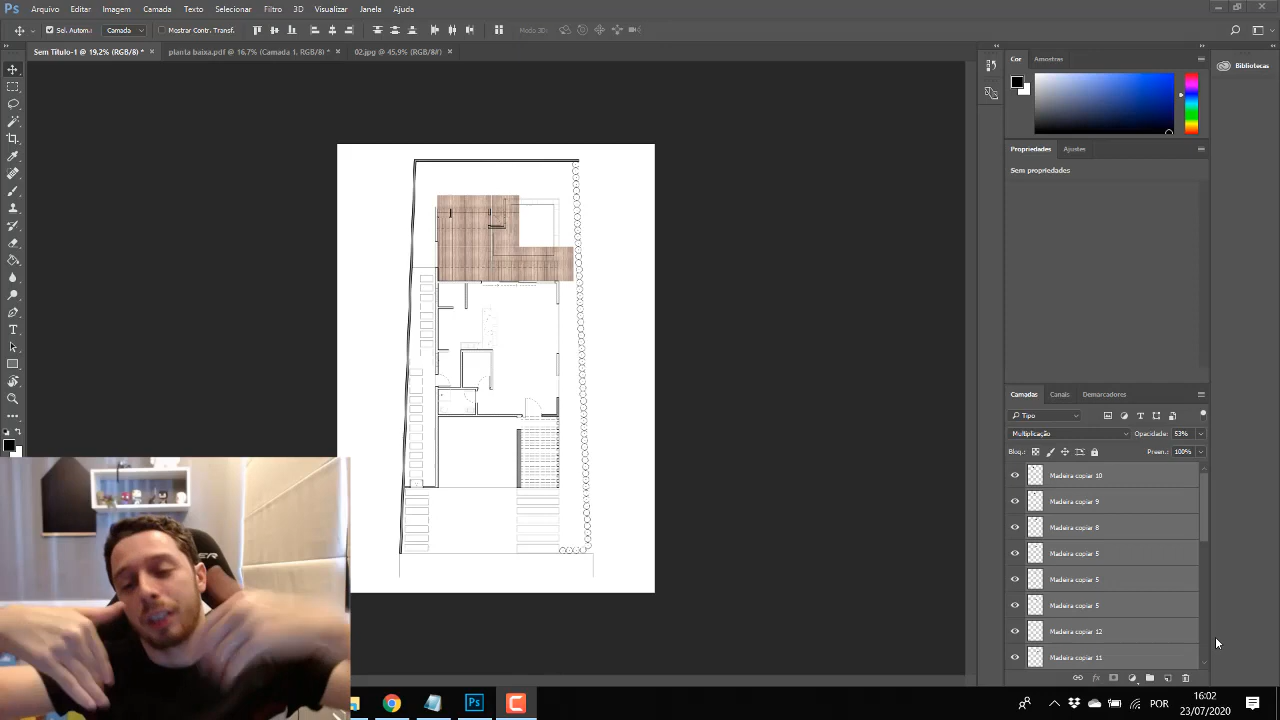 Ps Arquivo Editar Imagem Camada Texto Selecionar Filtro 3D Visualizar Janela Ajuda
Sel. Autom.: Camada Mostrar Contr. Transf. Modo 3D:
Sem Título-1 @ 19,2% (RGB/8) * × planta baixa.pdf @ 16,7% (Camada 1, RGB/8) * × 02.jpg @ 45,9% (RGB/8#) ×
Cor Amostras
Bibliotecas
Propriedades Ajustes
Sem propriedades
Camadas Canais Demarcadores
Tipo
Multiplicação Opacidade: 53%
Bloq.: Preench.: 100%
Madeira copiar 10
Madeira copiar 9
Madeira copiar 8
Madeira copiar 5
Madeira copiar 5
Madeira copiar 5
Madeira copiar 12
Madeira copiar 11
fx
Ps
16:02
23/07/2020